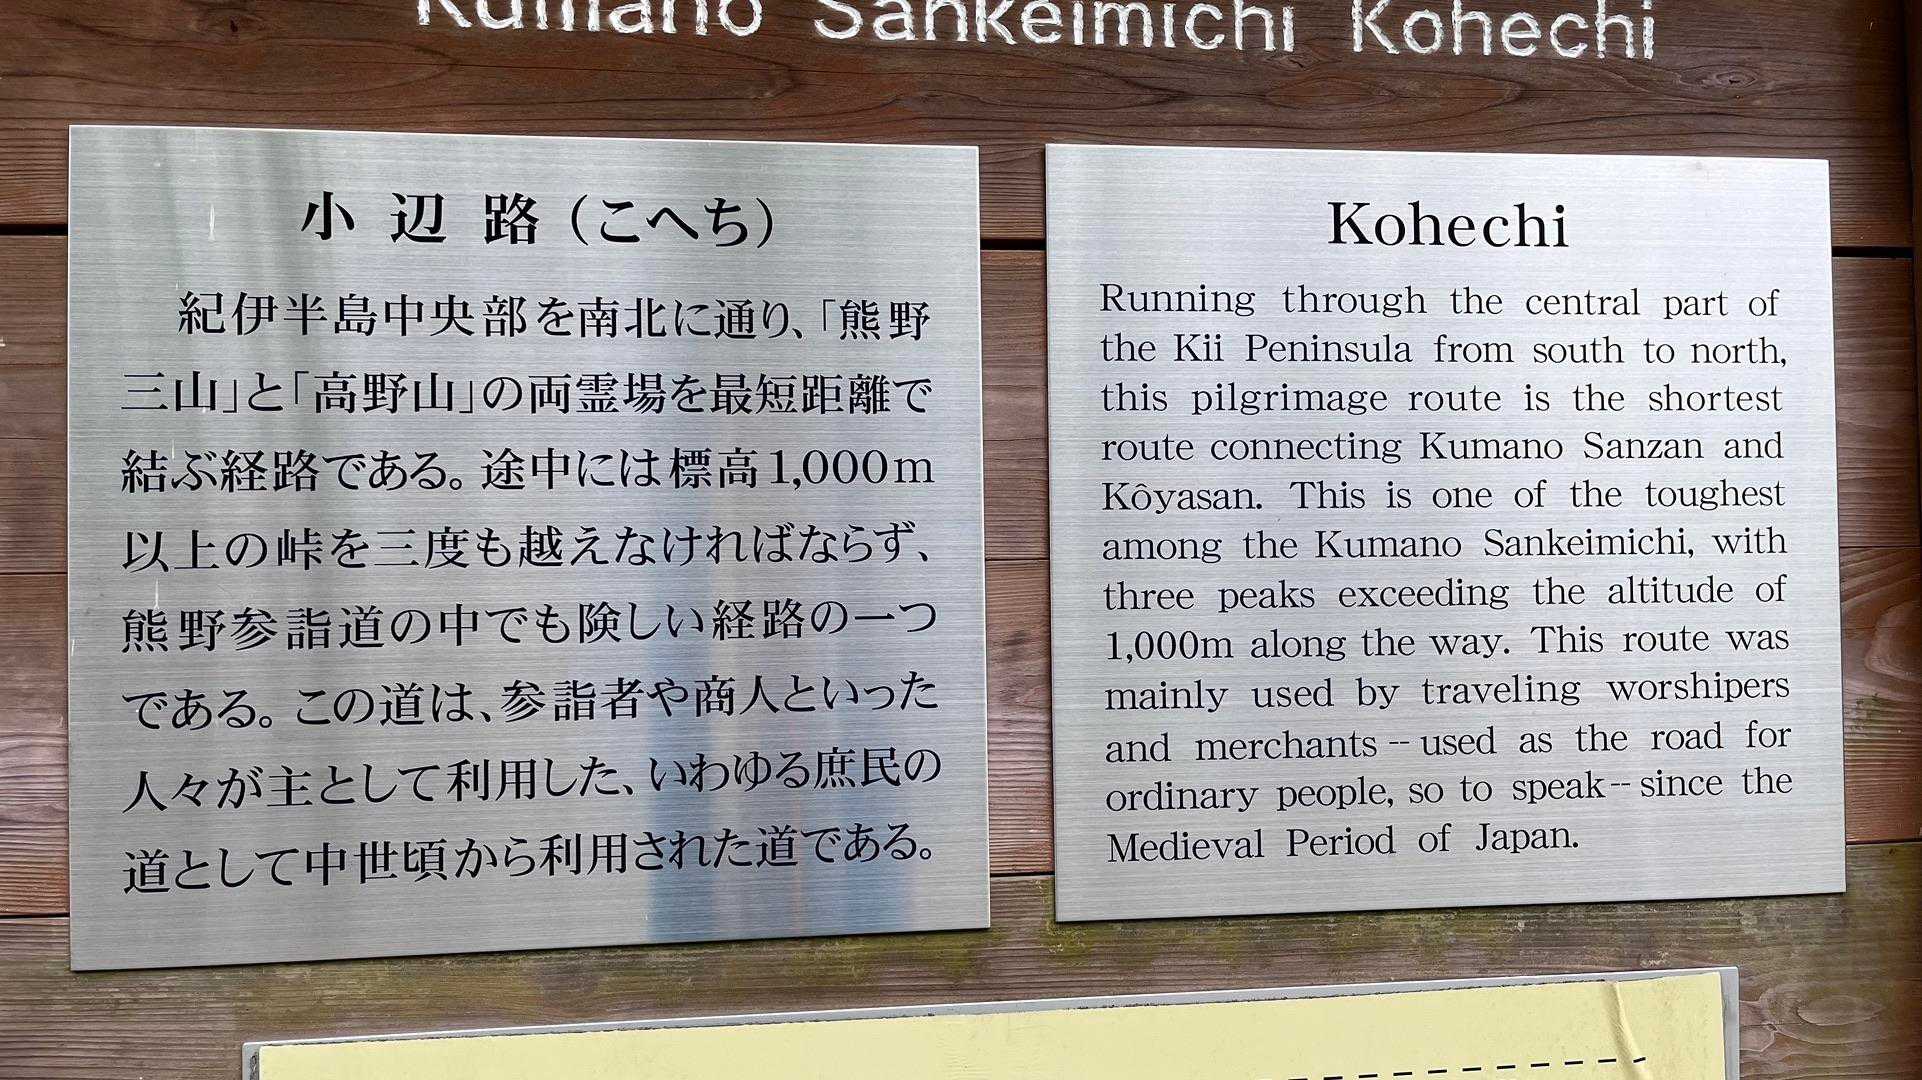 Kumano Sankeimichi Kohechi
小辺路（こへち）
紀伊半島中央部を南北に通り、「熊野
三山」と「高野山」の両霊場を最短距離で
結ぶ経路である。途中には標高1,000m
以上の峠を三度も越えなければならず、
熊野参詣道の中でも険しい経路の一つ
である。この道は、参詣者や商人といった
人々が主として利用した、いわゆる庶民の
道として中世頃から利用された道である。
Kohechi
Running through the central part of
the Kii Peninsula from south to north,
this pilgrimage route is the shortest
route connecting Kumano Sanzan and
Kôyasan. This is one of the toughest
among the Kumano Sankeimichi, with
three peaks exceeding the altitude of
1,000m along the way. This route was
mainly used by traveling worshipers
and merchants -- used as the road for
ordinary people, so to speak -- since the
Medieval Period of Japan.